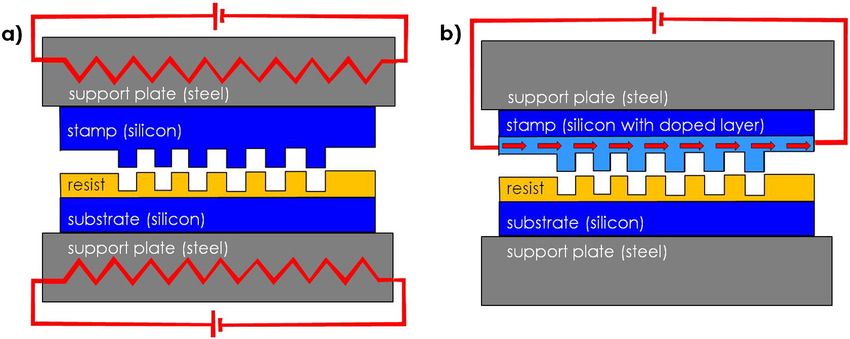 a)
support plate (steel)
stamp (silicon)
resist
substrate (silicon)
support plate (steel)
b)
support plate (steel)
stamp (silicon with doped layer)
resist
substrate (silicon)
support plate (steel)